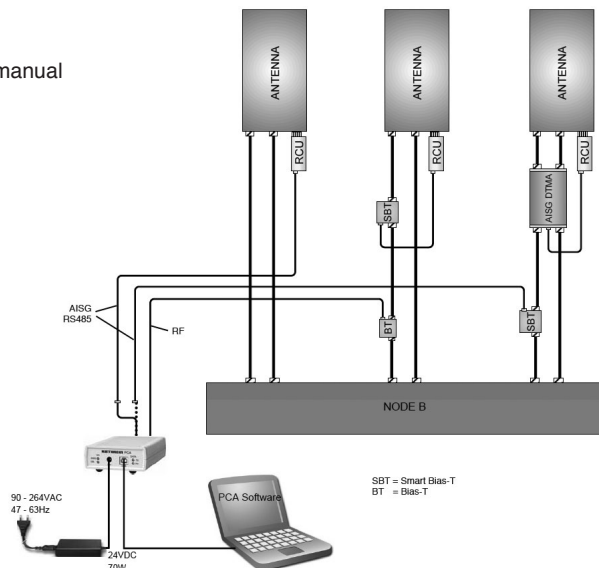 manual
ANTENNA
ANTENNA
ANTENNA
RCU
RCU
RCU
SBT
AISG DTMA
AISG
RS485
RF
BT
SBT
NODE B
SBT = Smart Bias-T
BT = Bias-T
PCA Software
90 - 264VAC
47 - 63Hz
24VDC
70W